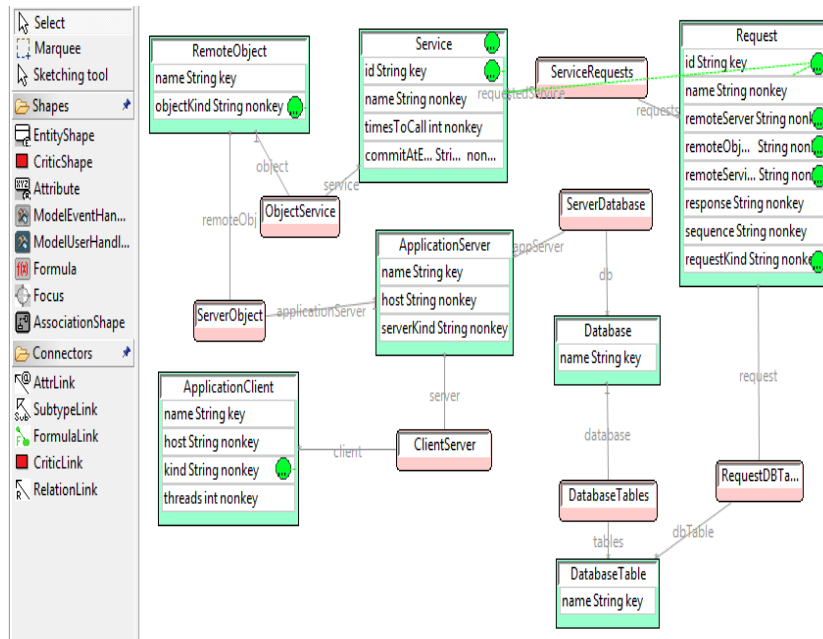 Select
Marquee
Sketching tool
Shapes
EntityShape
CriticShape
Attribute
ModelEventHan...
ModelUserHandl...
Formula
Focus
AssociationShape
Connectors
AttrLink
SubtypeLink
FormulaLink
CriticLink
RelationLink
RemoteObject
name String key
objectKind String nonkey
Service
id String key
name String nonkey
timesToCall int nonkey
commitAtE... Stri... non...
ServiceRequests
requestedService
requests
Request
id String key
name String nonkey
remoteServer String nonk
remoteObj... String nonl
remoteServi... String nonl
response String nonkey
sequence String nonkey
requestKind String nonke
object
service
remoteObj
ObjectService
ServerDatabase
appServer
db
ApplicationServer
name String key
host String nonkey
serverKind String nonkey
ServerObject
applicationServer
Database
name String key
request
server
database
ApplicationClient
name String key
host String nonkey
kind String nonkey
threads int nonkey
client
ClientServer
DatabaseTables
RequestDBTa...
tables
dbTable
DatabaseTable
name String key